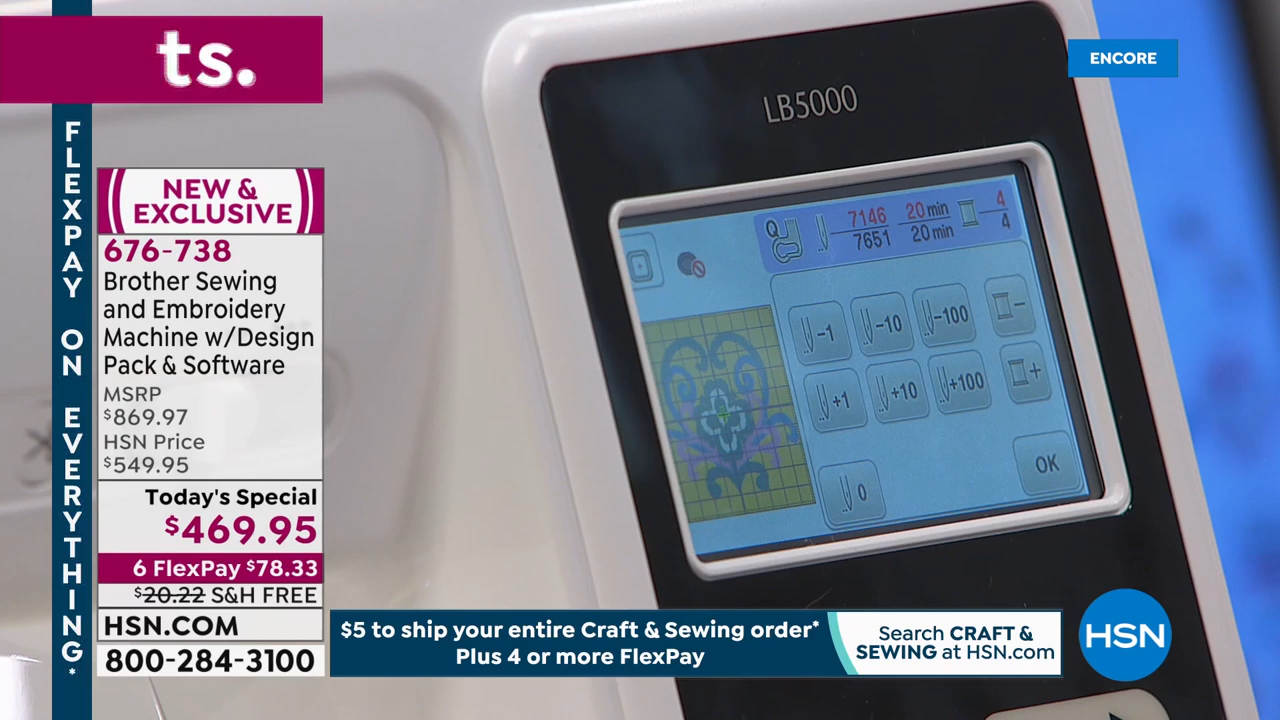 ts.
ENCORE
FLEXPAY ON EVERYTHING*
NEW &
EXCLUSIVE
676-738
Brother Sewing
and Embroidery
Machine w/Design
Pack & Software
MSRP
$869.97
HSN Price
$549.95
Today's Special
$469.95
6 FlexPay $78.33
$20.22 S&H FREE
HSN.COM
800-284-3100
LB5000
Q 7146 20 min 4
7651 20 min 4
-1 -10 -100 -
+1 +10 +100 +
0 OK
$5 to ship your entire Craft & Sewing order*
Plus 4 or more FlexPay
Search CRAFT &
SEWING at HSN.com
HSN